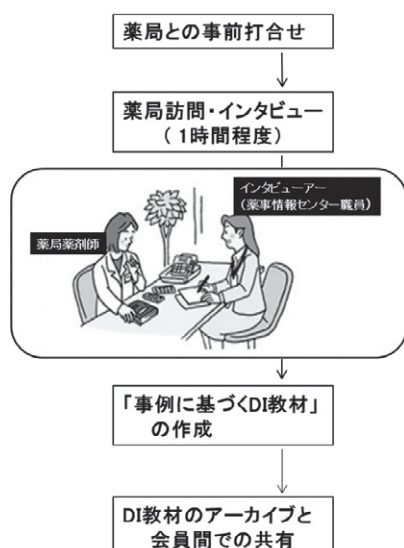 薬局との事前打合せ
薬局訪問・インタビュー
(1時間程度)
インタビューアー
(薬事情報センター職員)
薬局薬剤師
「事例に基づくDI教材」
の作成
DI教材のアーカイブと
会員間での共有